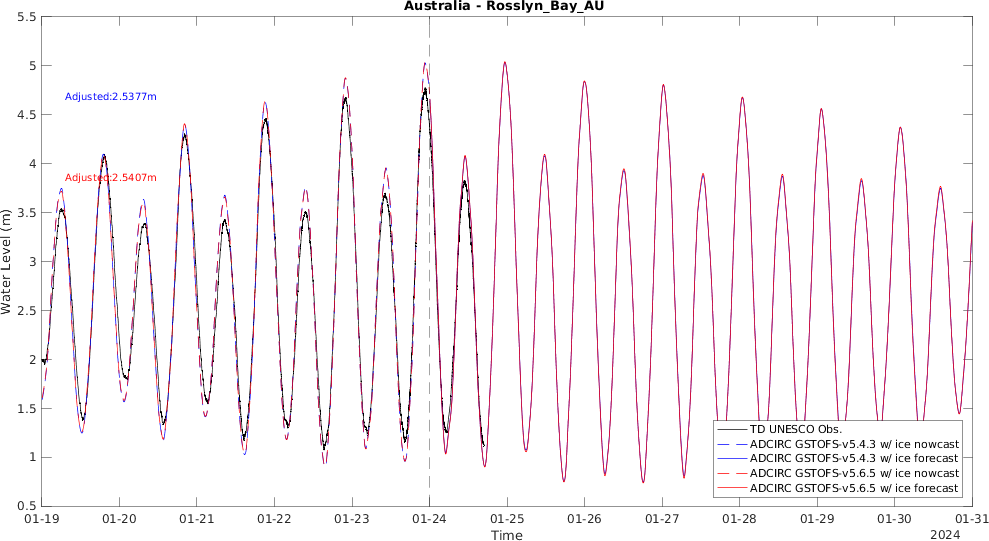 Australia - Rosslyn_Bay_AU
5.5
5
4.5
4
3.5
3
2.5
2
1.5
1
0.5
Water Level (m)
Adjusted:2.5377m
Adjusted:2.5407m
TD UNESCO Obs.
ADCIRC GSTOFS-v5.4.3 w/ ice nowcast
ADCIRC GSTOFS-v5.4.3 w/ ice forecast
ADCIRC GSTOFS-v5.6.5 w/ ice nowcast
ADCIRC GSTOFS-v5.6.5 w/ ice forecast
01-19 01-20 01-21 01-22 01-23 01-24 01-25 01-26 01-27 01-28 01-29 01-30 01-31
Time
2024